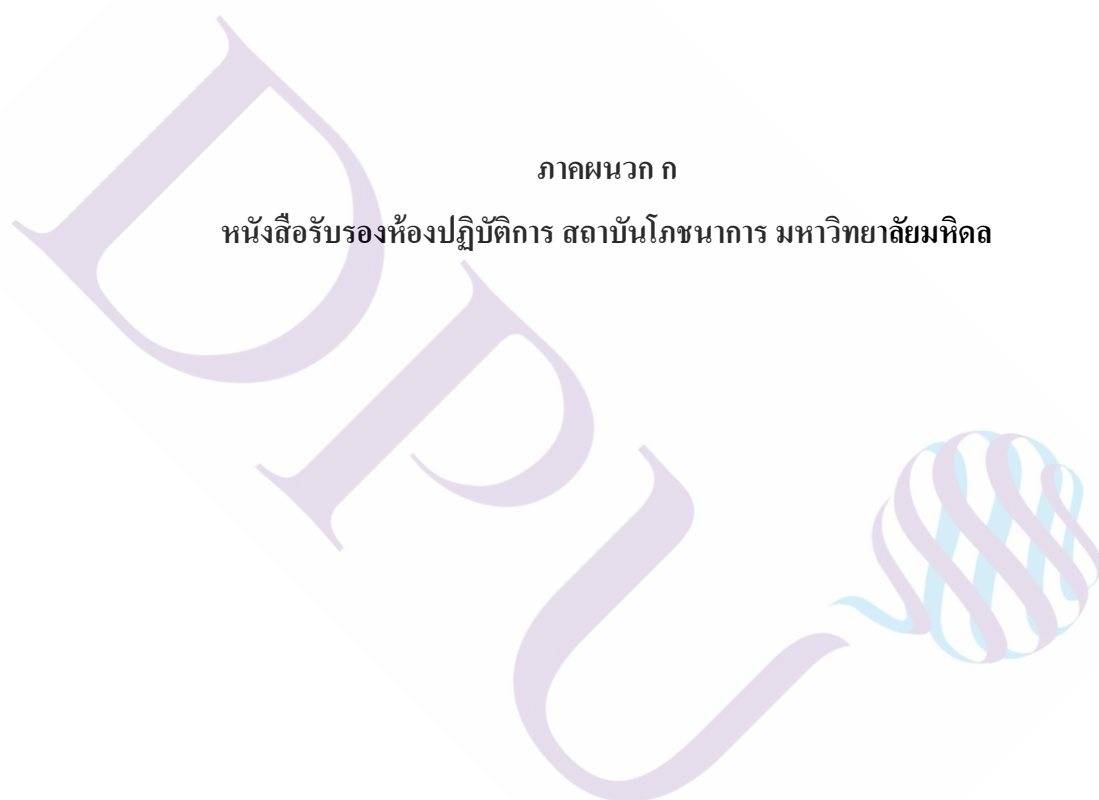 ภาคผนวก ก
หนังสือรับรองห้องปฏิบัติการ สถาบันโภชนาการ มหาวิทยาลัยมหิดล
DPU